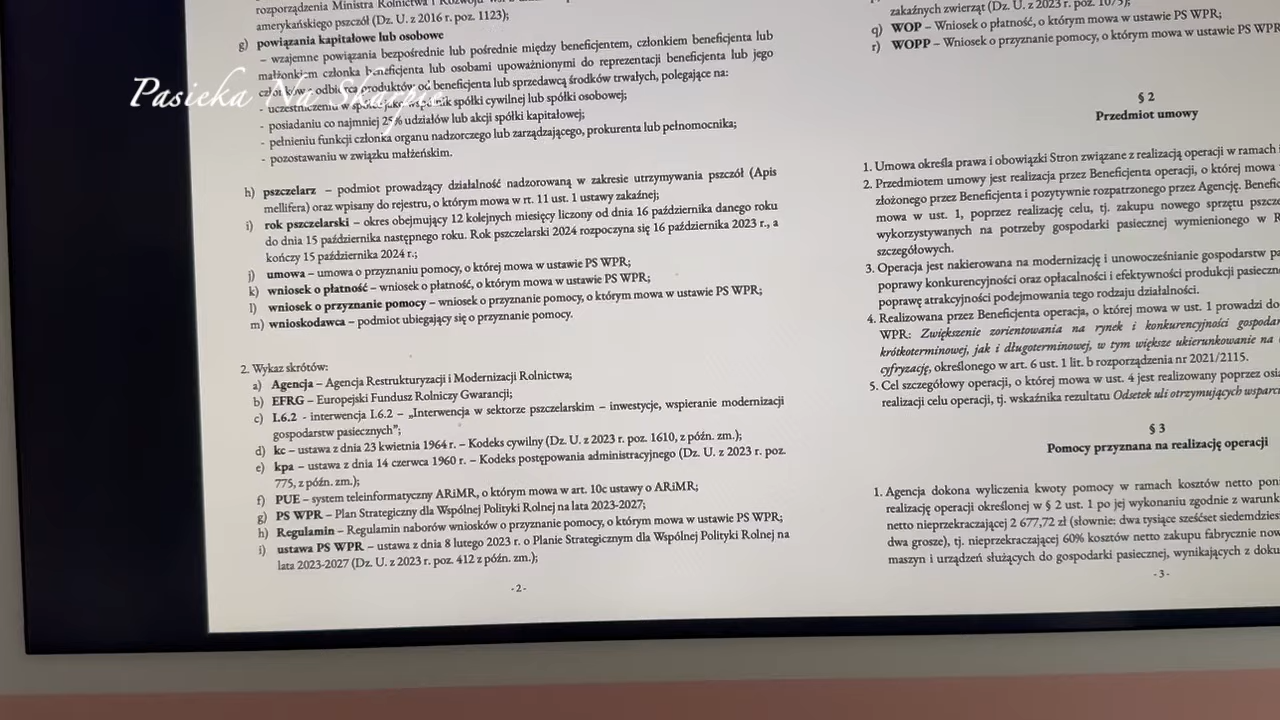 rozporządzenia Ministra Rolnictwa i Rozwoju
amerykańskiego pszczół (Dz. U. z 2016 r. poz. 1123);
g) powiązania kapitałowe lub osobowe
– wzajemne powiązania bezpośrednie lub pośrednie między beneficjentem, członkiem beneficjenta lub
małżonkiem członka beneficjenta lub osobami upoważnionymi do reprezentacji beneficjenta lub jego
członków odbiorcą produktów od beneficjenta lub sprzedawcą środków trwałych, polegające na:
Pasieka Na Skarpie
- uczestniczeniu w spółce jako wspólnik spółki cywilnej lub spółki osobowej;
- posiadaniu co najmniej 25% udziałów lub akcji spółki kapitałowej;
- pełnieniu funkcji członka organu nadzorczego lub zarządzającego, prokurenta lub pełnomocnika;
- pozostawaniu w związku małżeńskim.
h) pszczelarz – podmiot prowadzący działalność nadzorowaną w zakresie utrzymywania pszczół (Apis
mellifera) oraz wpisany do rejestru, o którym mowa w rt. 11 ust. 1 ustawy zakaźnej;
i) rok pszczelarski – okres obejmujący 12 kolejnych miesięcy liczony od dnia 16 października danego roku
do dnia 15 października następnego roku. Rok pszczelarski 2024 rozpoczyna się 16 października 2023 r., a
kończy 15 października 2024 r.;
j) umowa – umowa o przyznaniu pomocy, o której mowa w ustawie PS WPR;
k) wniosek o płatność – wniosek o płatność, o którym mowa w ustawie PS WPR;
l) wniosek o przyznanie pomocy – wniosek o przyznanie pomocy, o którym mowa w ustawie PS WPR;
m) wnioskodawca – podmiot ubiegający się o przyznanie pomocy.
2. Wykaz skrótów:
a) Agencja – Agencja Restrukturyzacji i Modernizacji Rolnictwa;
b) EFRG – Europejski Fundusz Rolniczy Gwarancji;
c) I.6.2 - interwencja I.6.2 – „Interwencja w sektorze pszczelarskim – inwestycje, wspieranie modernizacji
gospodarstw pasiecznych”;
d) kc – ustawa z dnia 23 kwietnia 1964 r. – Kodeks cywilny (Dz. U. z 2023 r. poz. 1610, z późn. zm.);
e) kpa – ustawa z dnia 14 czerwca 1960 r. – Kodeks postępowania administracyjnego (Dz. U. z 2023 r. poz.
775, z późn. zm.);
f) PUE – system teleinformatyczny ARiMR, o którym mowa w art. 10c ustawy o ARiMR;
g) PS WPR – Plan Strategiczny dla Wspólnej Polityki Rolnej na lata 2023-2027;
h) Regulamin – Regulamin naborów wniosków o przyznanie pomocy, o którym mowa w ustawie PS WPR;
i) ustawa PS WPR – ustawa z dnia 8 lutego 2023 r. o Planie Strategicznym dla Wspólnej Polityki Rolnej na
lata 2023-2027 (Dz. U. z 2023 r. poz. 412 z późn. zm.);
- 2 -
zakaźnych zwierząt (Dz. U. z 2023 r. poz. 1075);
q) WOP – Wniosek o płatność, o którym mowa w ustawie PS WPR;
r) WOPP – Wniosek o przyznanie pomocy, o którym mowa w ustawie PS WPR
§ 2
Przedmiot umowy
1. Umowa określa prawa i obowiązki Stron związane z realizacją operacji w ramach
2. Przedmiotem umowy jest realizacja przez Beneficjenta operacji, o której mowa
złożonego przez Beneficjenta i pozytywnie rozpatrzonego przez Agencję.
mowa w ust. 1, poprzez realizację celu, tj. zakupu nowego sprzętu
wykorzystywanych na potrzeby gospodarki pasiecznej wymienionego w
szczegółowych.
3. Operacja jest nakierowana na modernizację i unowocześnianie gospodarstw
poprawy konkurencyjności oraz opłacalności i efektywności produkcji
poprawę atrakcyjności podejmowania tego rodzaju działalności.
4. Realizowana przez Beneficjenta operacja, o której mowa w ust. 1 prowadzi do
WPR: Zwiększenie zorientowania na rynek i konkurencyjności
krótkoterminowej, jak i długoterminowej, w tym większe ukierunkowanie na
cyfryzację, określonego w art. 6 ust. 1 lit. b rozporządzenia nr 2021/2115.
5. Cel szczegółowy operacji, o której mowa w ust. 4 jest realizowany poprzez
realizacji celu operacji, tj. wskaźnika rezultatu Odsetek uli otrzymujących
§ 3
Pomocy przyznana na realizację operacji
1. Agencja dokona wyliczenia kwoty pomocy w ramach kosztów netto
realizację operacji określonej w § 2 ust. 1 po jej wykonaniu zgodnie z
netto nieprzekraczającej 2 677,72 zł (słownie: dwa tysiące sześćset
dwa grosze), tj. nieprzekraczającej 60% kosztów netto zakupu fabrycznie
maszyn i urządzeń służących do gospodarki pasiecznej, wynikających z
- 3 -